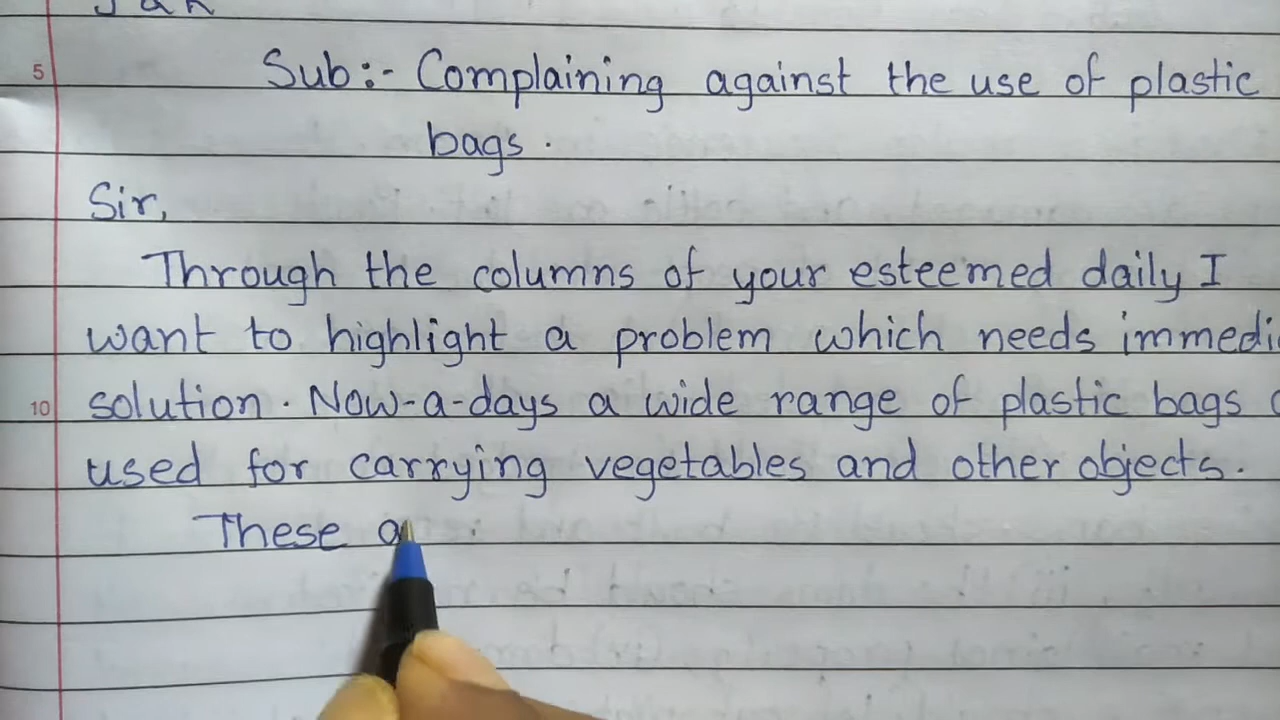 5
Sub:- Complaining against the use of plastic
bags.
Sir,
Through the columns of your esteemed daily I
want to highlight a problem which needs immedi
10 solution. Now-a-days a wide range of plastic bags
used for carrying vegetables and other objects.
These a